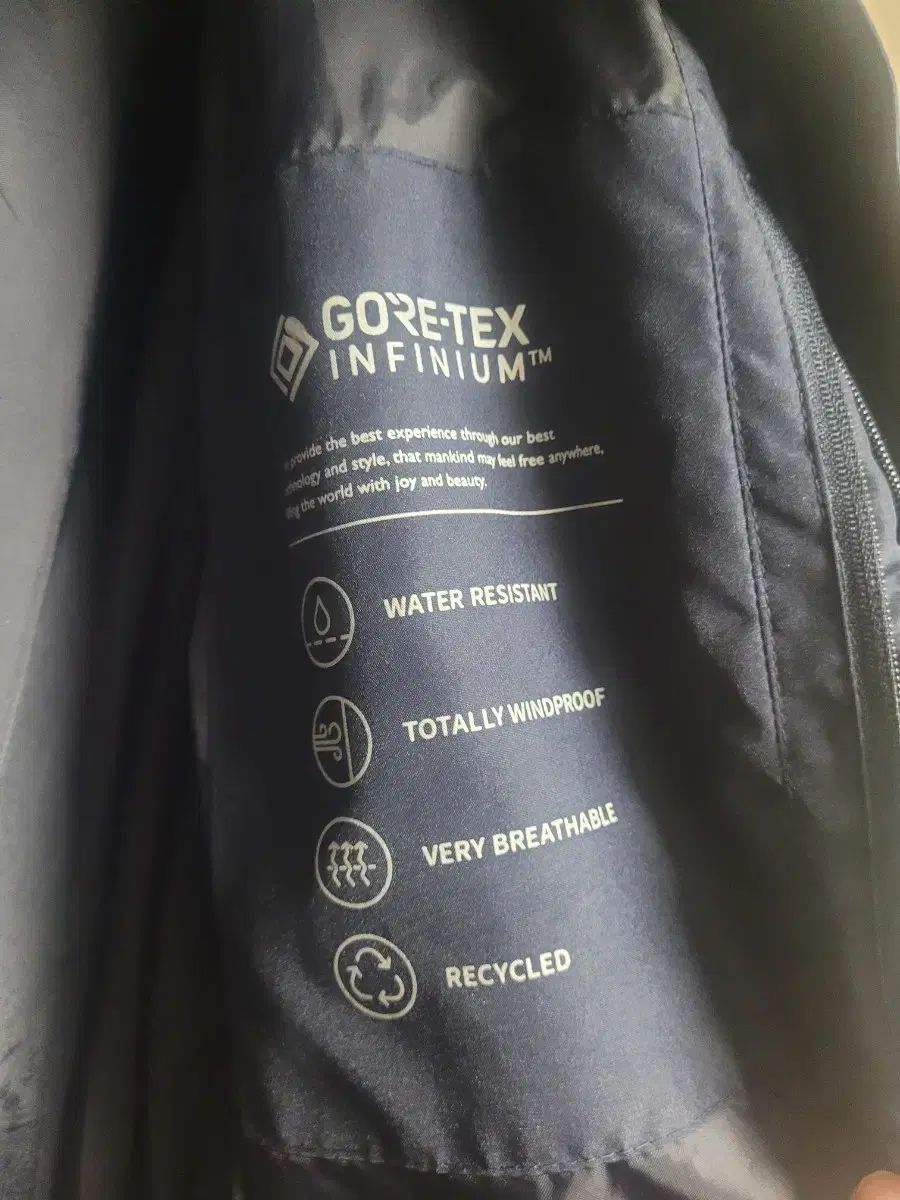 GORE-TEX
INFINIUM™
provide the best experience through our best
and style, that mankind may feel free anywhere,
the world with joy and beauty.
WATER RESISTANT
TOTALLY WINDPROOF
VERY BREATHABLE
RECYCLED